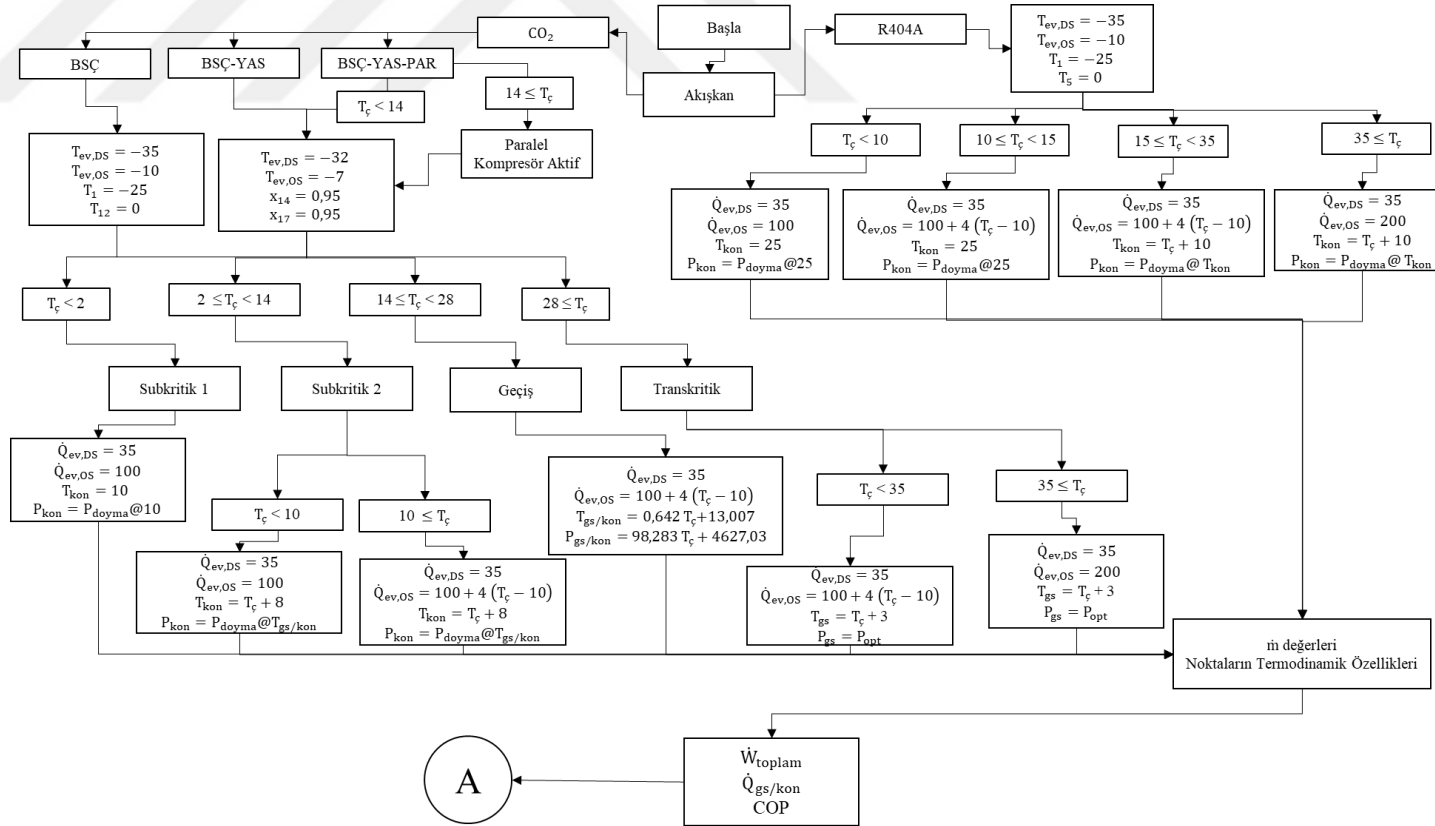 Başla
CO₂
R404A
Akışkan
BSÇ
BSÇ-YAS
BSÇ-YAS-PAR
T_ç < 14
14 ≤ T_ç
Paralel
Kompresör Aktif
T_ev,DS = −35
T_ev,OS = −10
T_1 = −25
T_12 = 0
T_ev,DS = −32
T_ev,OS = −7
x_14 = 0,95
x_17 = 0,95
T_ev,DS = −35
T_ev,OS = −10
T_1 = −25
T_5 = 0
T_ç < 10
10 ≤ T_ç < 15
15 ≤ T_ç < 35
35 ≤ T_ç
Q̇_ev,DS = 35
Q̇_ev,OS = 100
T_kon = 25
P_kon = P_doyma@25
Q̇_ev,DS = 35
Q̇_ev,OS = 100 + 4 (T_ç − 10)
T_kon = 25
P_kon = P_doyma@25
Q̇_ev,DS = 35
Q̇_ev,OS = 100 + 4 (T_ç − 10)
T_kon = T_ç + 10
P_kon = P_doyma@ T_kon
Q̇_ev,DS = 35
Q̇_ev,OS = 200
T_kon = T_ç + 10
P_kon = P_doyma@ T_kon
T_ç < 2
2 ≤ T_ç < 14
14 ≤ T_ç < 28
28 ≤ T_ç
Subkritik 1
Subkritik 2
Geçiş
Transkritik
Q̇_ev,DS = 35
Q̇_ev,OS = 100
T_kon = 10
P_kon = P_doyma@10
T_ç < 10
10 ≤ T_ç
Q̇_ev,DS = 35
Q̇_ev,OS = 100 + 4 (T_ç − 10)
T_gs/kon = 0,642 T_ç+13,007
P_gs/kon = 98,283 T_ç + 4627,03
T_ç < 35
35 ≤ T_ç
Q̇_ev,DS = 35
Q̇_ev,OS = 100
T_kon = T_ç + 8
P_kon = P_doyma@T_gs/kon
Q̇_ev,DS = 35
Q̇_ev,OS = 100 + 4 (T_ç − 10)
T_kon = T_ç + 8
P_kon = P_doyma@T_gs/kon
Q̇_ev,DS = 35
Q̇_ev,OS = 100 + 4 (T_ç − 10)
T_gs = T_ç + 3
P_gs = P_opt
Q̇_ev,DS = 35
Q̇_ev,OS = 200
T_gs = T_ç + 3
P_gs = P_opt
ṁ değerleri
Noktaların Termodinamik Özellikleri
Ẇ_toplam
Q̇_gs/kon
COP
A